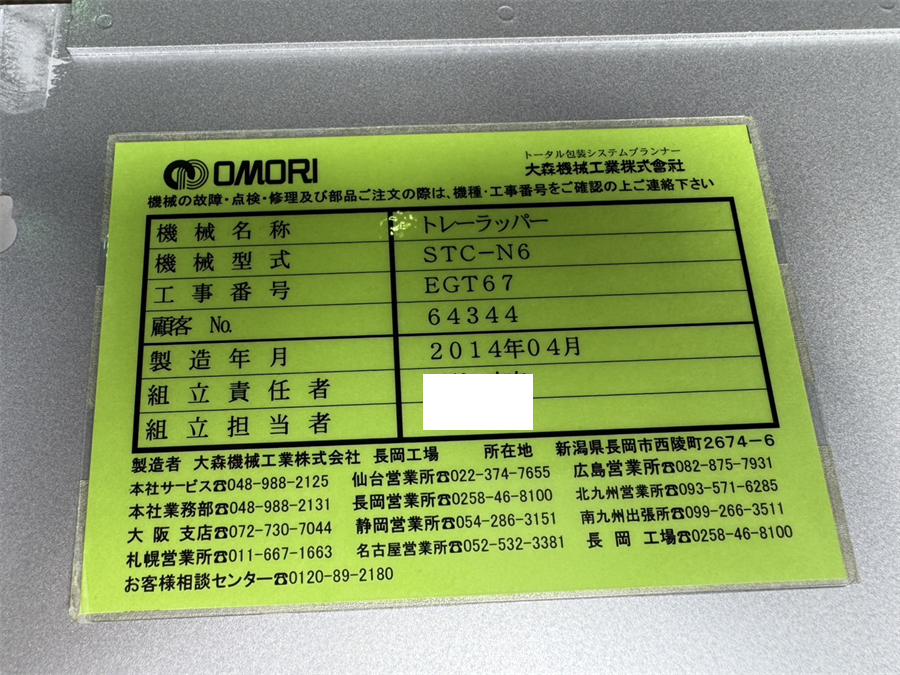 OMORI
トータル包装システムプランナー
大森機械工業株式会社
機械の故障・点検・修理及び部品ご注文の際は、機種・工事番号をご確認の上ご連絡下さい
機械名称 トレーラッパー
機械型式 STC-N6
工事番号 EGT67
顧客 No. 64344
製造年月 2014年04月
組立責任者
組立担当者
製造者 大森機械工業株式会社 長岡工場 所在地 新潟県長岡市西陵町2674-6
本社サービス☎048-988-2125 仙台営業所☎022-374-7655 広島営業所☎082-875-7931
本社業務部☎048-988-2131 長岡営業所☎0258-46-8100 北九州営業所☎093-571-6285
大阪支店☎072-730-7044 静岡営業所☎054-286-3151 南九州出張所☎099-266-3511
札幌営業所☎011-667-1663 名古屋営業所☎052-532-3381 長岡工場☎0258-46-8100
お客様相談センター☎0120-89-2180